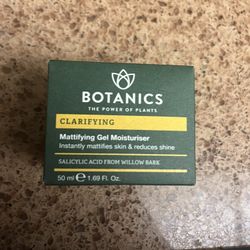 BOTANICS
THE POWER OF PLANTS
CLARIFYING
Mattifying Gel Moisturiser
Instantly mattifies skin & reduces shine
SALICYLIC ACID FROM WILLOW BARK
50 ml ℮ 1.69 Fl. Oz.